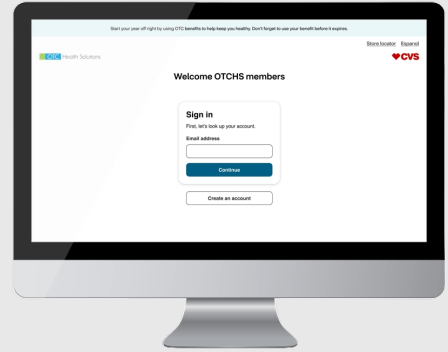 Start your year off right by using OTC benefits to help keep you healthy. Don't forget to use your benefit before it expires.
Store locator Espanol
OTC Health Solutions
CVS
Welcome OTCHS members
Sign in
First, let's look up your account.
Email address
Continue
Create an account